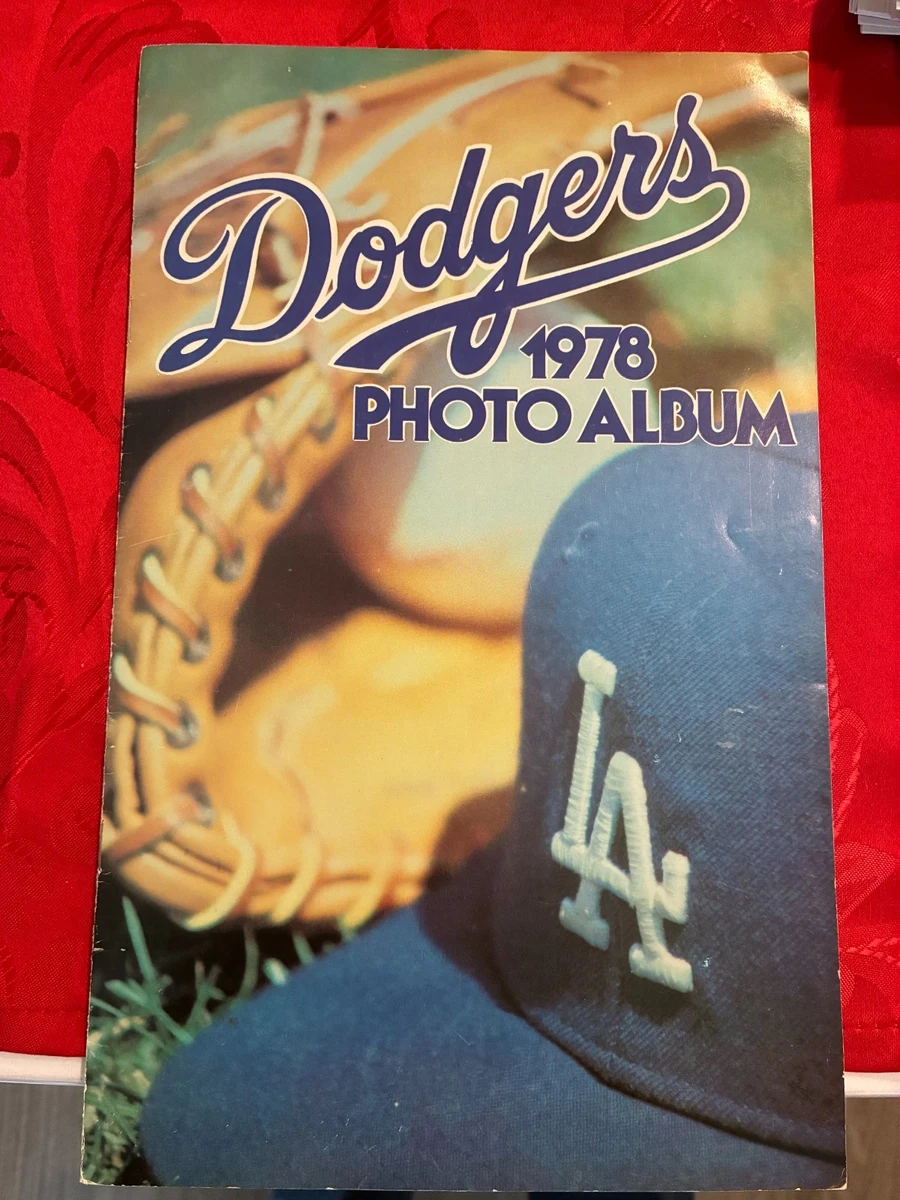 Dodgers
1978
PHOTO ALBUM
LA